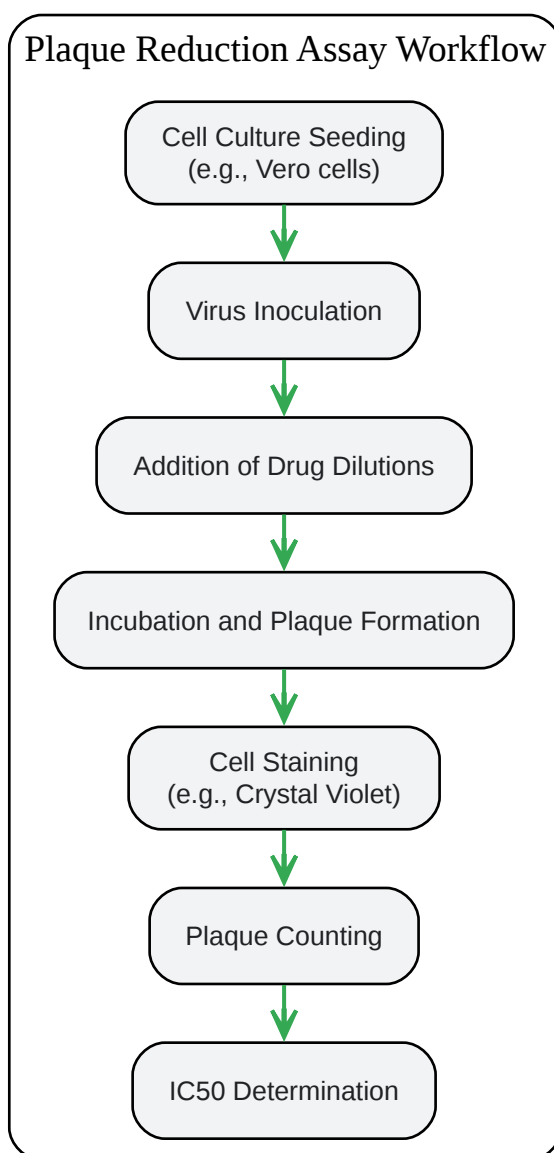 Plaque Reduction Assay Workflow
Cell Culture Seeding
(e.g., Vero cells)
Virus Inoculation
Addition of Drug Dilutions
Incubation and Plaque Formation
Cell Staining
(e.g., Crystal Violet)
Plaque Counting
IC50 Determination